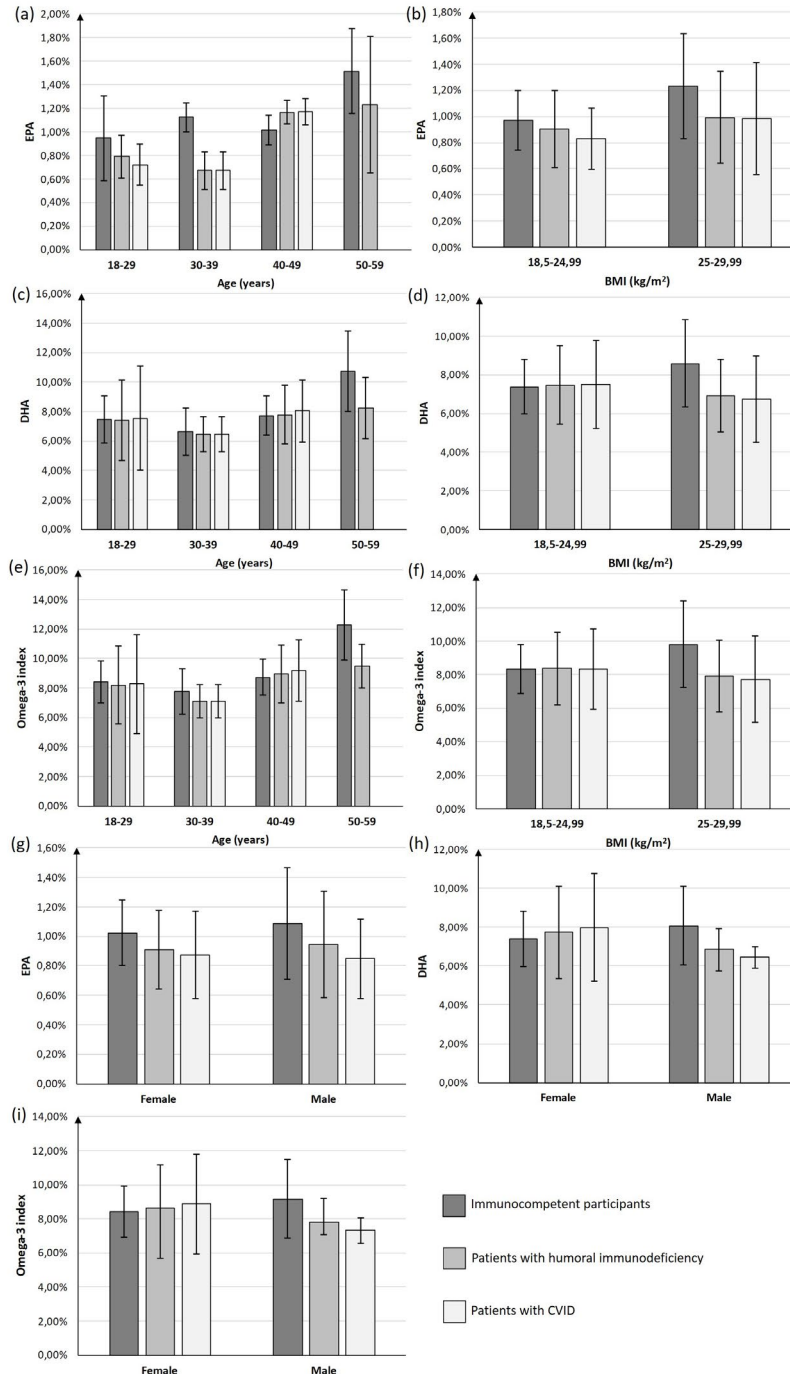 (a)
2,00%
1,80%
1,60%
1,40%
1,20%
1,00%
0,80%
0,60%
0,40%
0,20%
0,00%
EPA
18-29 30-39 40-49 50-59
Age (years)
(b)
1,80%
1,60%
1,40%
1,20%
1,00%
0,80%
0,60%
0,40%
0,20%
0,00%
EPA
18,5-24,99 25-29,99
BMI (kg/m²)
(c)
16,00%
14,00%
12,00%
10,00%
8,00%
6,00%
4,00%
2,00%
0,00%
DHA
18-29 30-39 40-49 50-59
Age (years)
(d)
12,00%
10,00%
8,00%
6,00%
4,00%
2,00%
0,00%
DHA
18,5-24,99 25-29,99
BMI (kg/m²)
(e)
16,00%
14,00%
12,00%
10,00%
8,00%
6,00%
4,00%
2,00%
0,00%
Omega-3 index
18-29 30-39 40-49 50-59
Age (years)
(f)
16,00%
14,00%
12,00%
10,00%
8,00%
6,00%
4,00%
2,00%
0,00%
Omega-3 index
18,5-24,99 25-29,99
BMI (kg/m²)
(g)
1,60%
1,40%
1,20%
1,00%
0,80%
0,60%
0,40%
0,20%
0,00%
EPA
Female Male
(h)
12,00%
10,00%
8,00%
6,00%
4,00%
2,00%
0,00%
DHA
Female Male
(i)
14,00%
12,00%
10,00%
8,00%
6,00%
4,00%
2,00%
0,00%
Omega-3 index
Female Male
Immunocompetent participants
Patients with humoral immunodeficiency
Patients with CVID